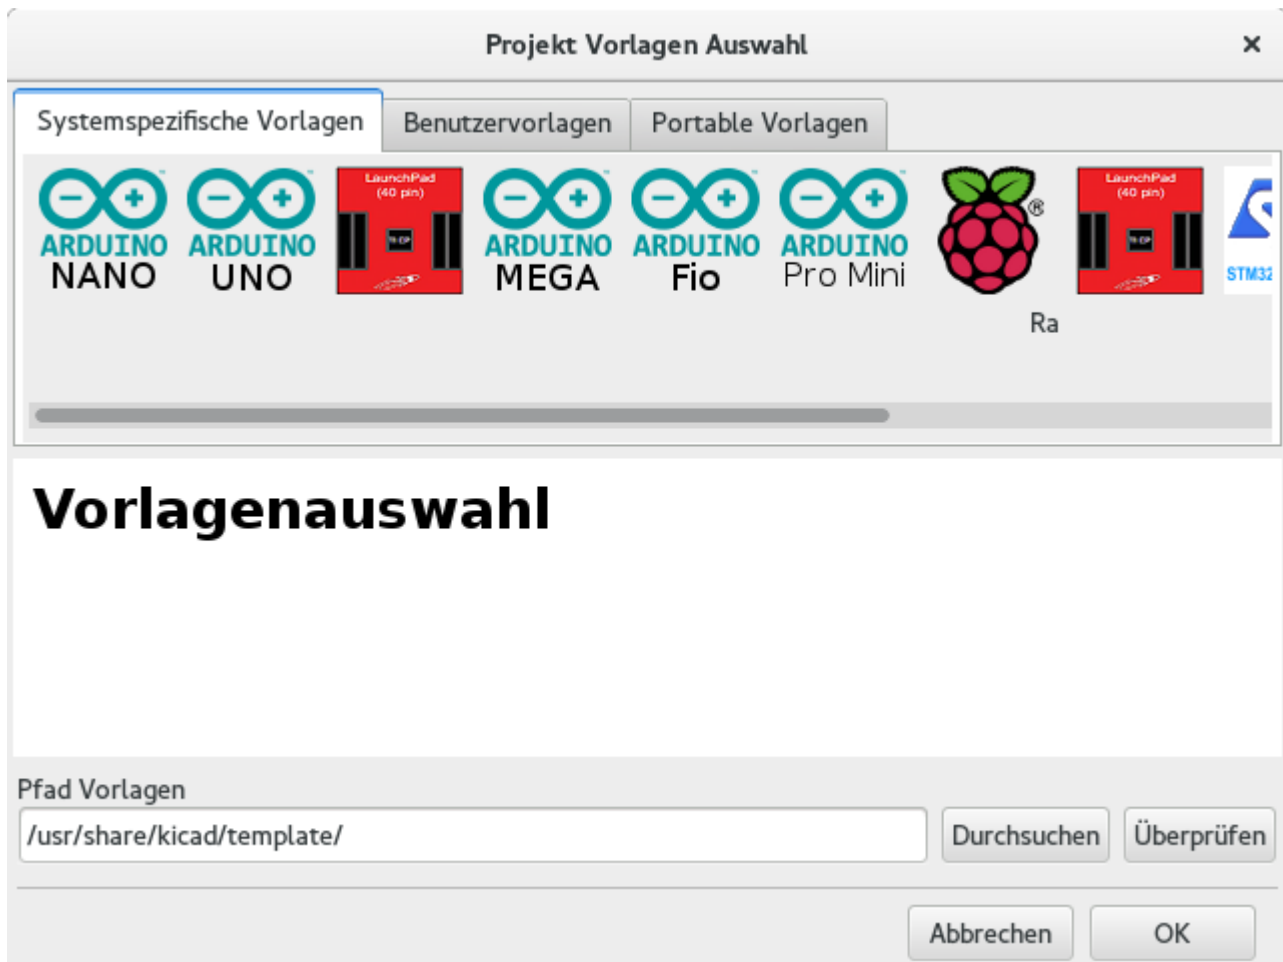 Projekt Vorlagen Auswahl
Systemspezifische Vorlagen
Benutzervorlagen
Portable Vorlagen
ARDUINO
NANO
ARDUINO
UNO
LaunchPad
(40 pin)
ARDUINO
MEGA
ARDUINO
Fio
ARDUINO
Pro Mini
®
LaunchPad
(40 pin)
STM32
Ra
Vorlagenauswahl
Pfad Vorlagen
/usr/share/kicad/template/
Durchsuchen
Überprüfen
Abbrechen
OK